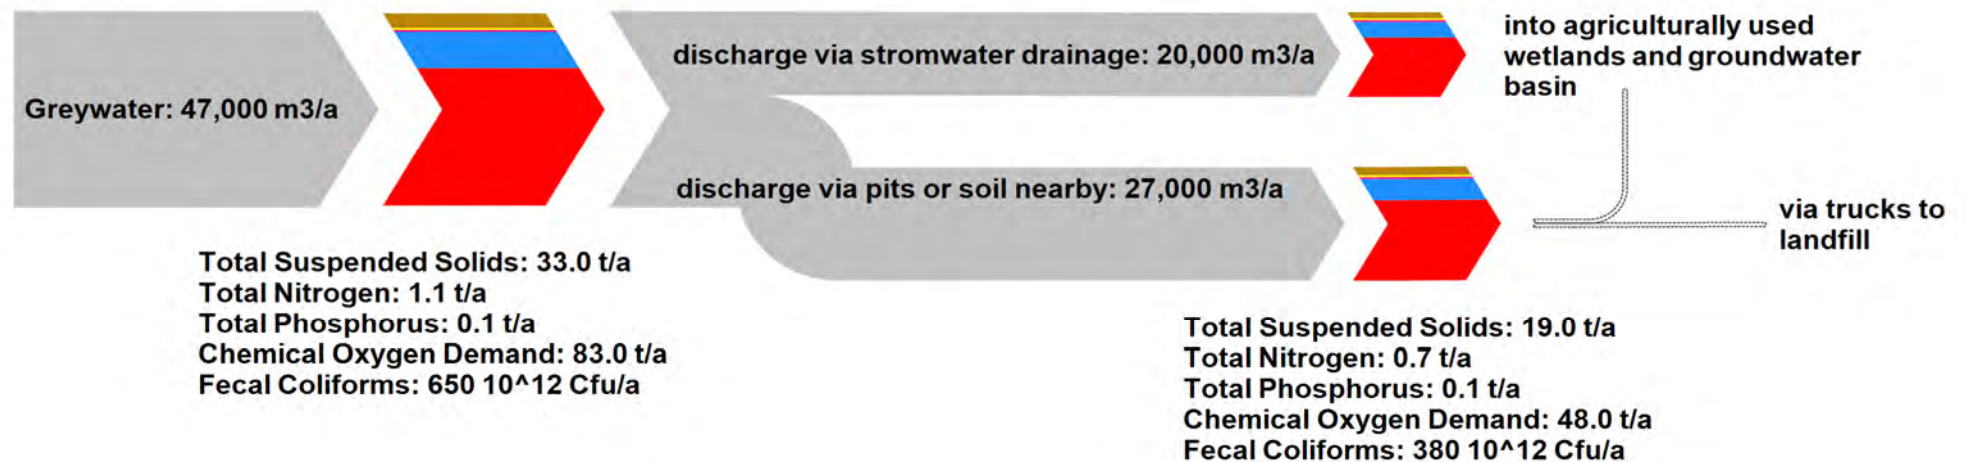 Greywater: 47,000 m3/a
discharge via stromwater drainage: 20,000 m3/a
into agriculturally used
wetlands and groundwater
basin
discharge via pits or soil nearby: 27,000 m3/a
via trucks to
landfill
Total Suspended Solids: 33.0 t/a
Total Nitrogen: 1.1 t/a
Total Phosphorus: 0.1 t/a
Chemical Oxygen Demand: 83.0 t/a
Fecal Coliforms: 650 10^12 Cfu/a
Total Suspended Solids: 19.0 t/a
Total Nitrogen: 0.7 t/a
Total Phosphorus: 0.1 t/a
Chemical Oxygen Demand: 48.0 t/a
Fecal Coliforms: 380 10^12 Cfu/a